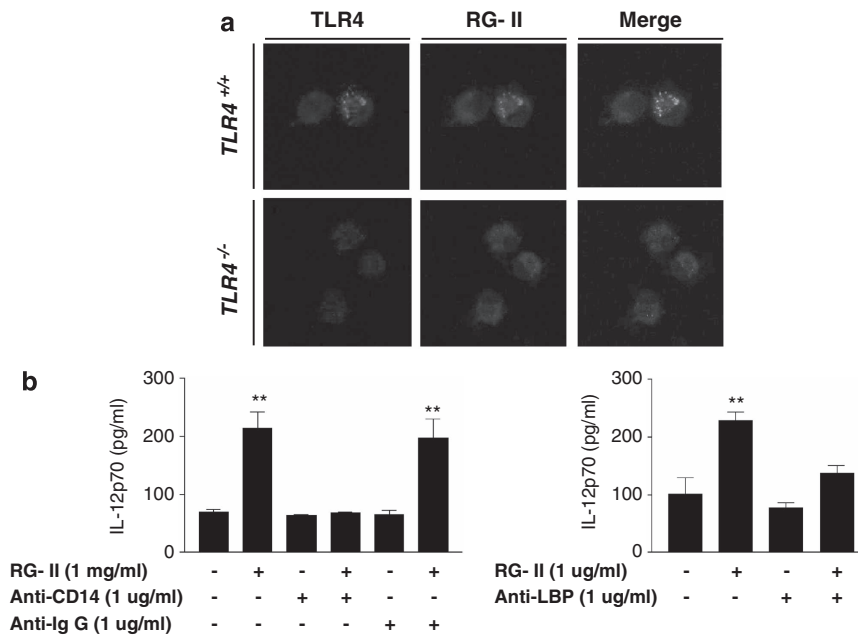 a
TLR4 RG- II Merge
TLR4+/+
TLR4-/-
b
300
200
100
0
IL-12p70 (pg/ml)
** **
RG- II (1 mg/ml) - + - + - +
Anti-CD14 (1 ug/ml) - - + + - -
Anti-Ig G (1 ug/ml) - - - - + +
300
200
100
0
IL-12p70 (pg/ml)
**
RG- II (1 ug/ml) - + - +
Anti-LBP (1 ug/ml) - - + +